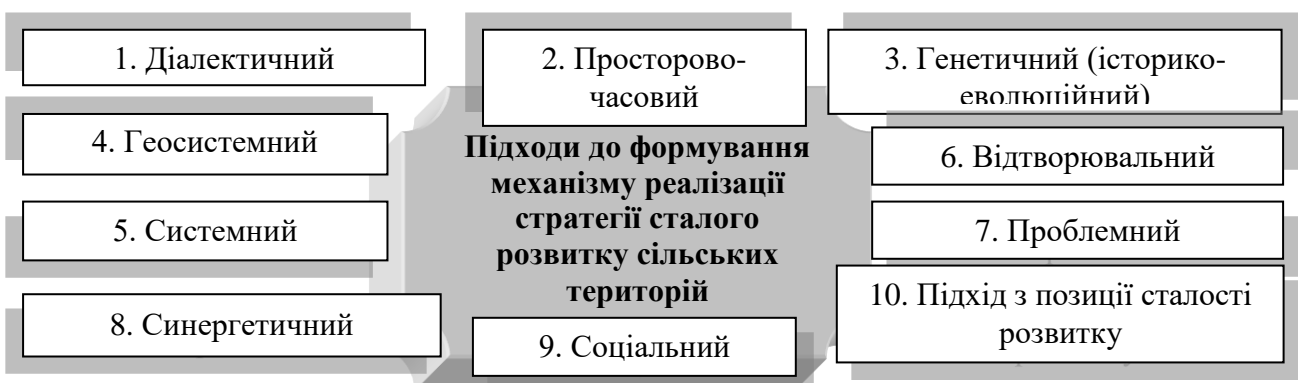 1. Діалектичний
2. Просторово-
часовий
3. Генетичний (історико-
еволюційний)
4. Геосистемний
Підходи до формування
механізму реалізації
стратегії сталого
розвитку сільських
територій
6. Відтворювальний
5. Системний
7. Проблемний
8. Синергетичний
9. Соціальний
10. Підхід з позиції сталості
розвитку